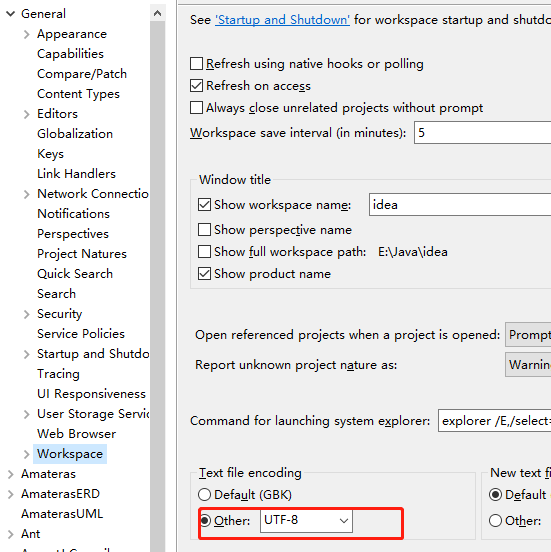 General
Appearance
Capabilities
Compare/Patch
Content Types
Editors
Globalization
Keys
Link Handlers
Network Connectio
Notifications
Perspectives
Project Natures
Quick Search
Search
Security
Service Policies
Startup and Shutdo
Tracing
UI Responsiveness
User Storage Servic
Web Browser
Workspace
Amateras
AmaterasERD
AmaterasUML
Ant
See 'Startup and Shutdown' for workspace startup and shutdo
Refresh using native hooks or polling
Refresh on access
Always close unrelated projects without prompt
Workspace save interval (in minutes): 5
Window title
Show workspace name: idea
Show perspective name
Show full workspace path: E:\Java\idea
Show product name
Open referenced projects when a project is opened: Prompt
Report unknown project nature as: Warnin
Command for launching system explorer: explorer /E,/select=
Text file encoding
Default (GBK)
Other: UTF-8
New text fi
Default
Other: